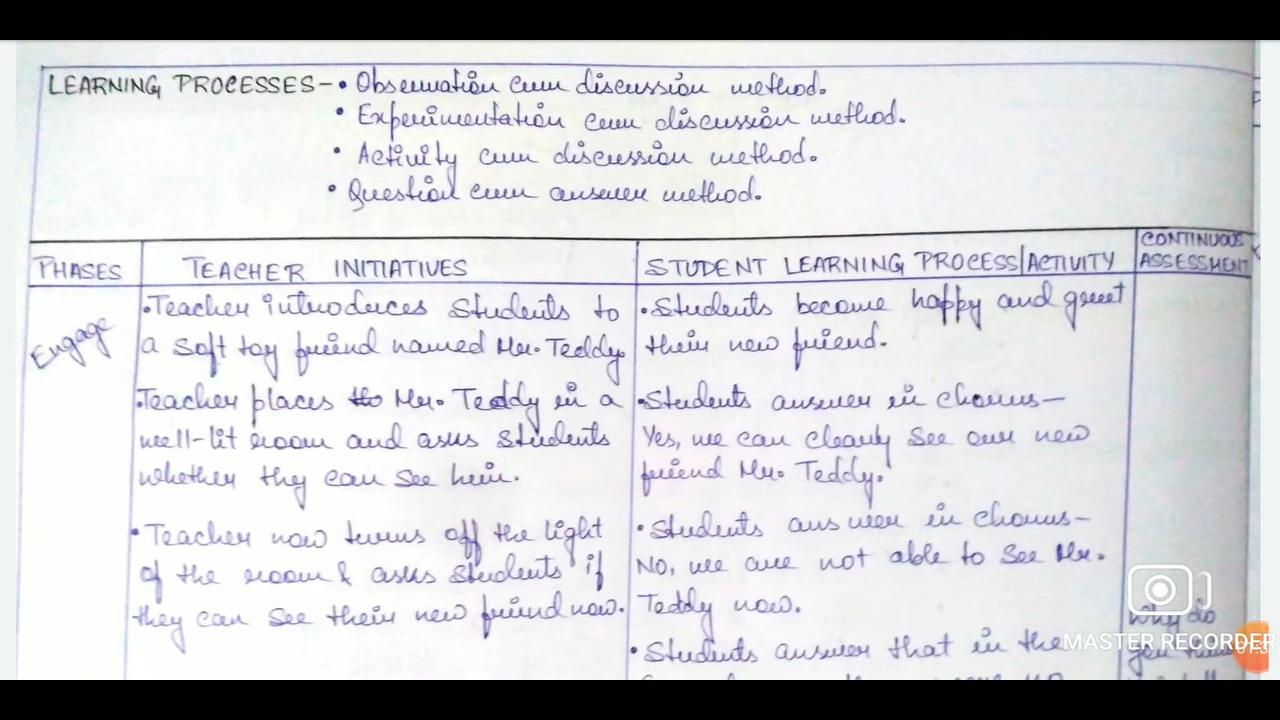 LEARNING PROCESSES- • Observation cum discussion method.
• Experimentation cum discussion method.
• Activity cum discussion method.
• Question cum answer method.
PHASES
TEACHER INITIATIVES
STUDENT LEARNING PROCESS/ACTIVITY
CONTINUOUS
ASSESSMENT
Engage
•Teacher introduces students to
a soft toy friend named Mr. Teddy.
•Teacher places Mr. Teddy in a
well-lit room and asks students
whether they can see him.
• Teacher now turns off the light
of the room & asks students if
they can see their new friend now.
•Students become happy and greet
their new friend.
•Students answer in chorus-
Yes, we can clearly see our new
friend Mr. Teddy.
•Students answer in chorus-
No, we are not able to see Mr.
Teddy now.
•Students answer that in the
Why do
you
MASTER RECORDER